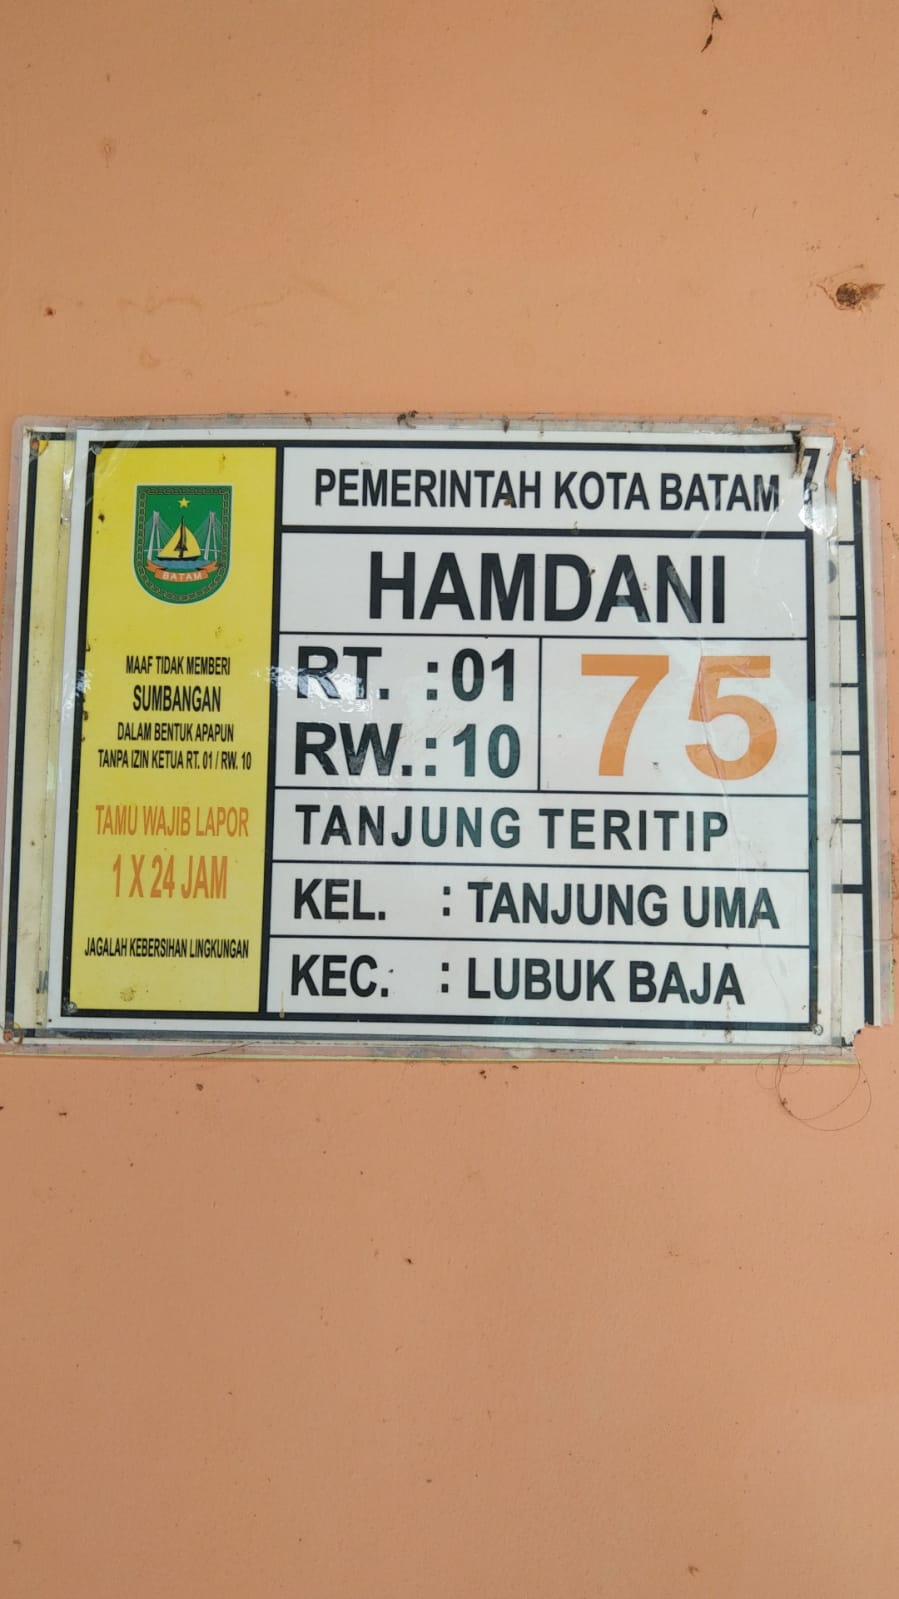 BATAM
MAAF TIDAK MEMBERI
SUMBANGAN
DALAM BENTUK APAPUN
TANPA IZIN KETUA RT. 01 / RW. 10
TAMU WAJIB LAPOR
1 X 24 JAM
JAGALAH KEBERSIHAN LINGKUNGAN
PEMERINTAH KOTA BATAM
HAMDANI
RT. : 01
RW. : 10
75
TANJUNG TERITIP
KEL. : TANJUNG UMA
KEC. : LUBUK BAJA